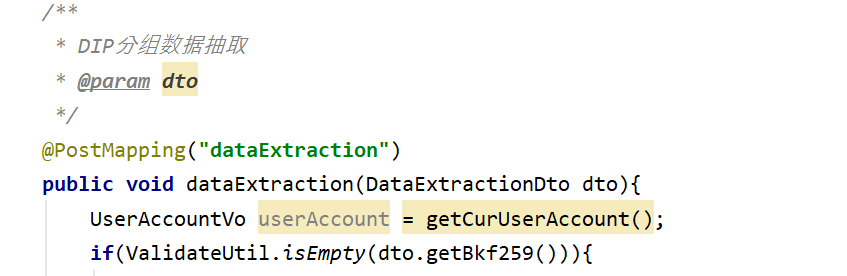 /**
 * DIP分组数据抽取
 * @param dto
 */
@PostMapping("dataExtraction")
public void dataExtraction(DataExtractionDto dto){
    UserAccountVo userAccount = getCurUserAccount();
    if(ValidateUtil.isEmpty(dto.getBkf259())){